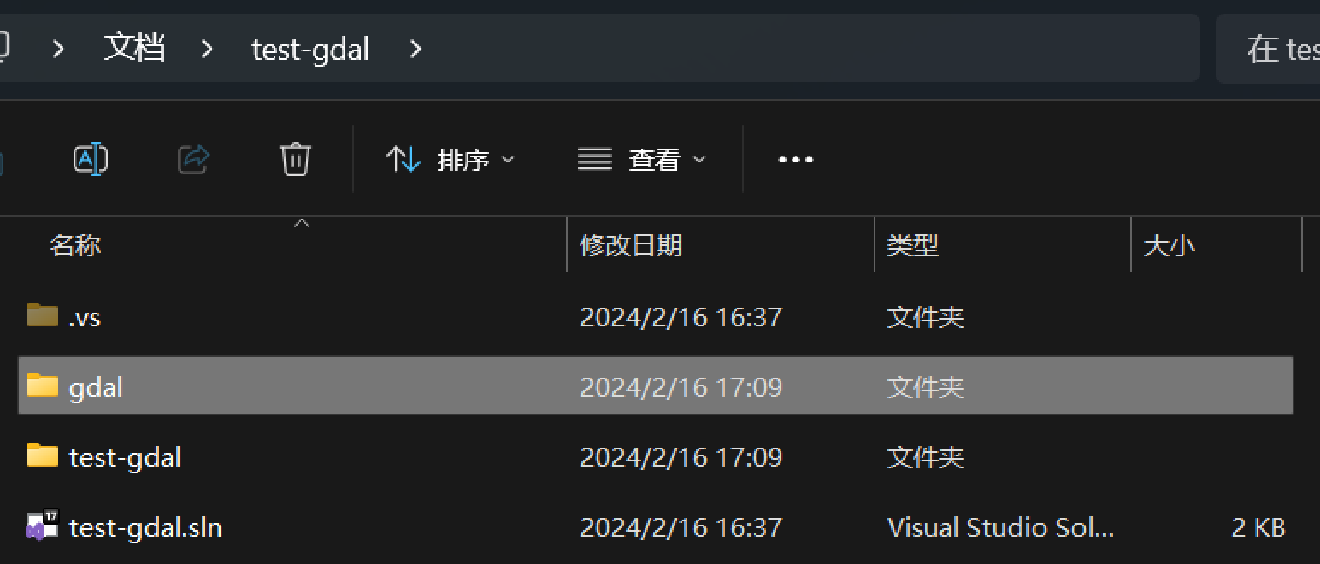 文档 test-gdal 在 tes
排序 查看
名称 修改日期 类型 大小
.vs 2024/2/16 16:37 文件夹
gdal 2024/2/16 17:09 文件夹
test-gdal 2024/2/16 17:09 文件夹
test-gdal.sln 2024/2/16 16:37 Visual Studio Sol... 2 KB